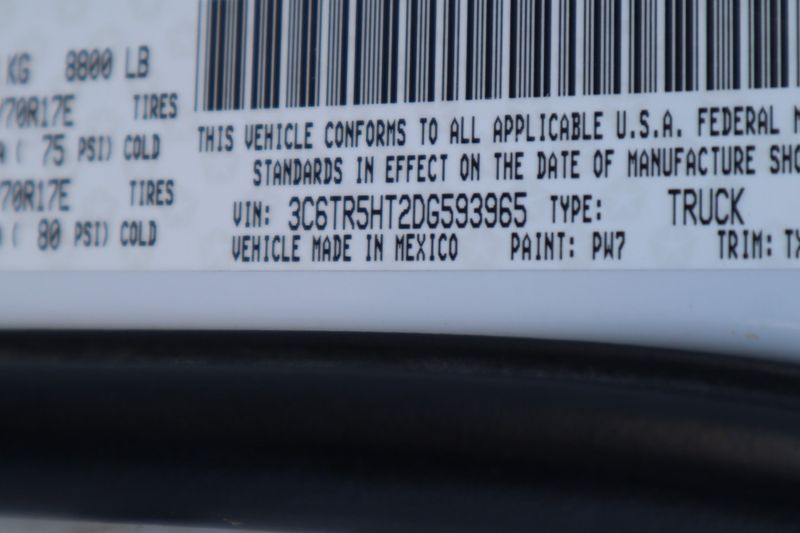 KG 8800 LB
/70R17E TIRES
( 75 PSI) COLD
70R17E TIRES
( 80 PSI) COLD
THIS VEHICLE CONFORMS TO ALL APPLICABLE U.S.A. FEDERAL
STANDARDS IN EFFECT ON THE DATE OF MANUFACTURE SHO
VIN: 3C6TR5HT2DG593965 TYPE: TRUCK
VEHICLE MADE IN MEXICO PAINT: PW7 TRIM: TX